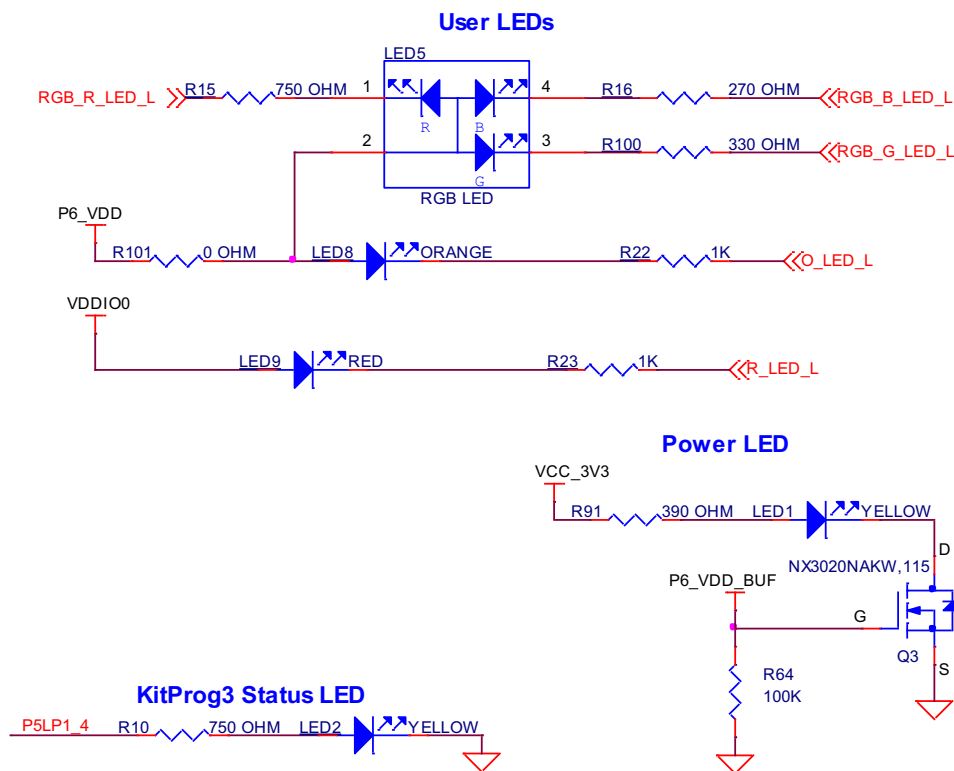 User LEDs
LED5
RGB_R_LED_L R15 750 OHM 1 4 R16 270 OHM RGB_B_LED_L
R B
2 3 R100 330 OHM RGB_G_LED_L
G
RGB LED
P6_VDD
R101 0 OHM LED8 ORANGE R22 1K O_LED_L
VDDIO0
LED9 RED R23 1K R_LED_L
Power LED
VCC_3V3
R91 390 OHM LED1 YELLOW
D
NX3020NAKW,115
P6_VDD_BUF
G
Q3
S
R64
100K
KitProg3 Status LED
P5LP1_4 R10 750 OHM LED2 YELLOW